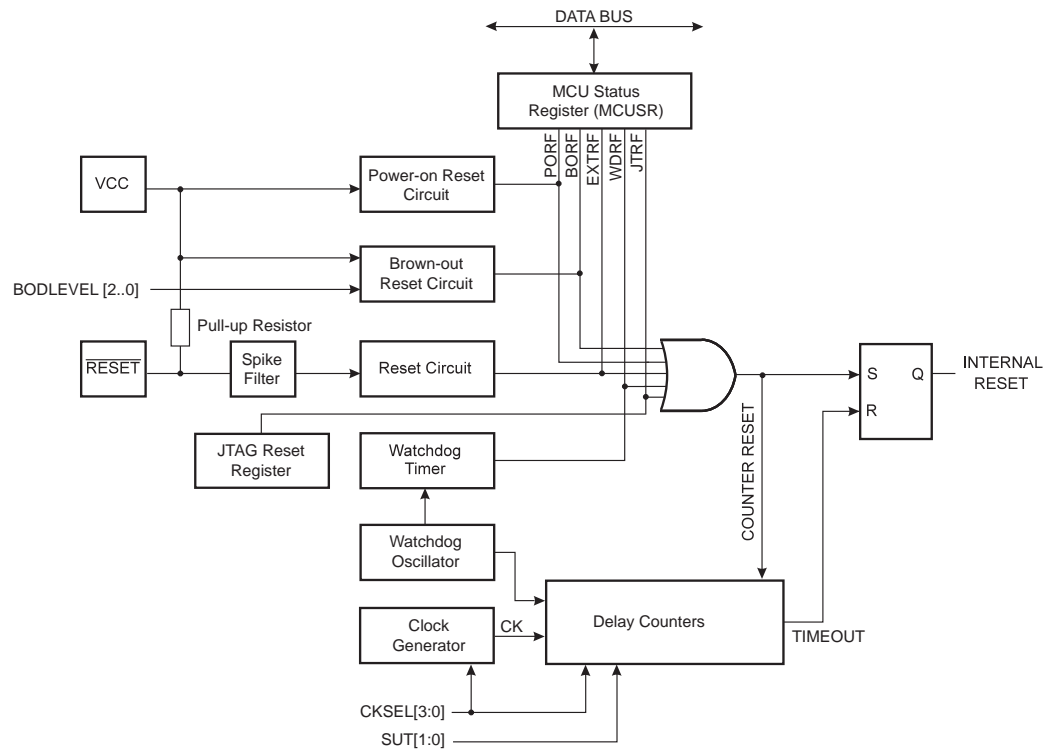 DATA BUS
MCU Status
Register (MCUSR)
PORF
BORF
EXTRF
WDRF
JTRF
VCC
Power-on Reset
Circuit
Brown-out
Reset Circuit
BODLEVEL [2..0]
Pull-up Resistor
RESET
Spike
Filter
Reset Circuit
S
Q
R
INTERNAL
RESET
JTAG Reset
Register
Watchdog
Timer
COUNTER RESET
Watchdog
Oscillator
Clock
Generator
CK
Delay Counters
TIMEOUT
CKSEL[3:0]
SUT[1:0]